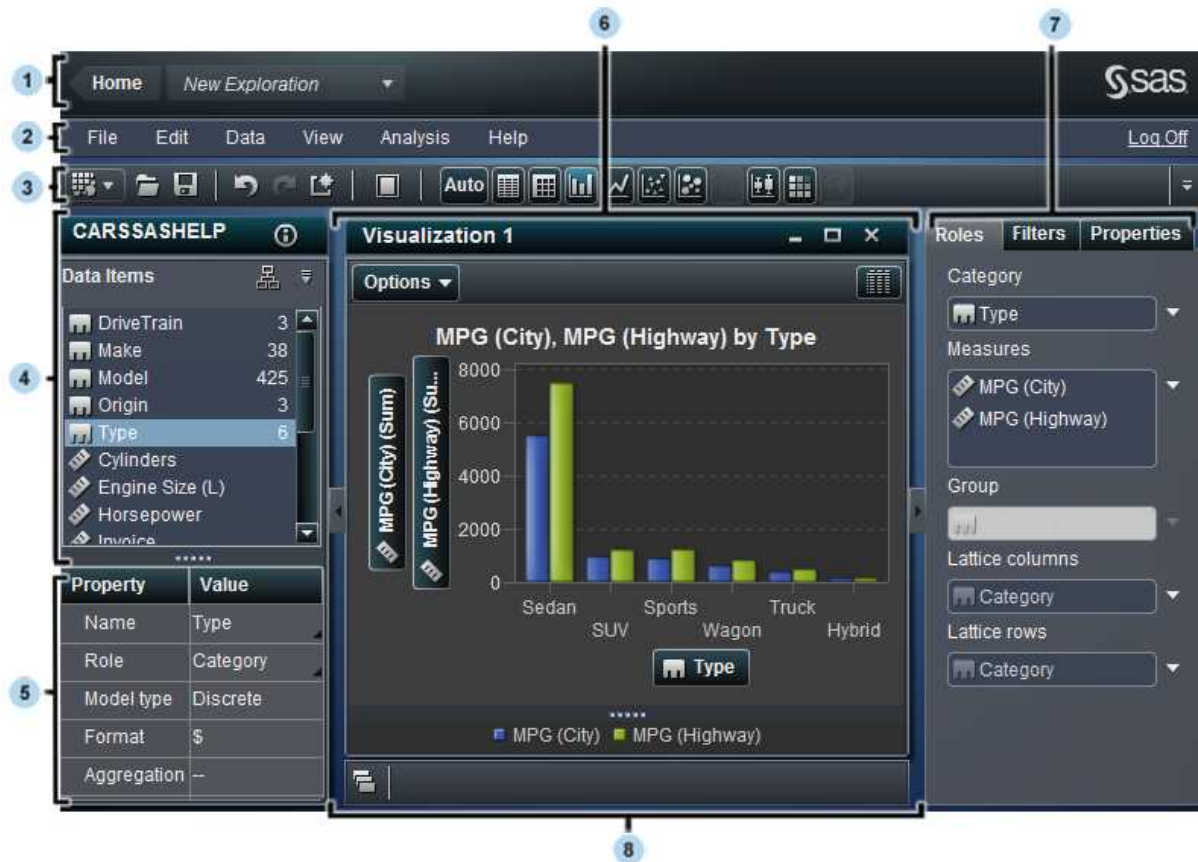 6
7
1
Home
New Exploration
sas
2
File Edit Data View Analysis Help
Log Off
3
Auto
CARSSASHELP
Visualization 1
Roles Filters Properties
Data Items
Options
4
DriveTrain 3
Make 38
Model 425
Origin 3
Type 6
Cylinders
Engine Size (L)
Horsepower
Invoice
MPG (City), MPG (Highway) by Type
MPG (City) (Sum)
MPG (Highway) (Su...
8000
6000
4000
2000
0
Sedan
SUV
Sports
Wagon
Truck
Hybrid
Type
MPG (City) MPG (Highway)
Category
Type
Measures
MPG (City)
MPG (Highway)
Group
Lattice columns
Category
Lattice rows
Category
5
Property Value
Name Type
Role Category
Model type Discrete
Format $
Aggregation --
8